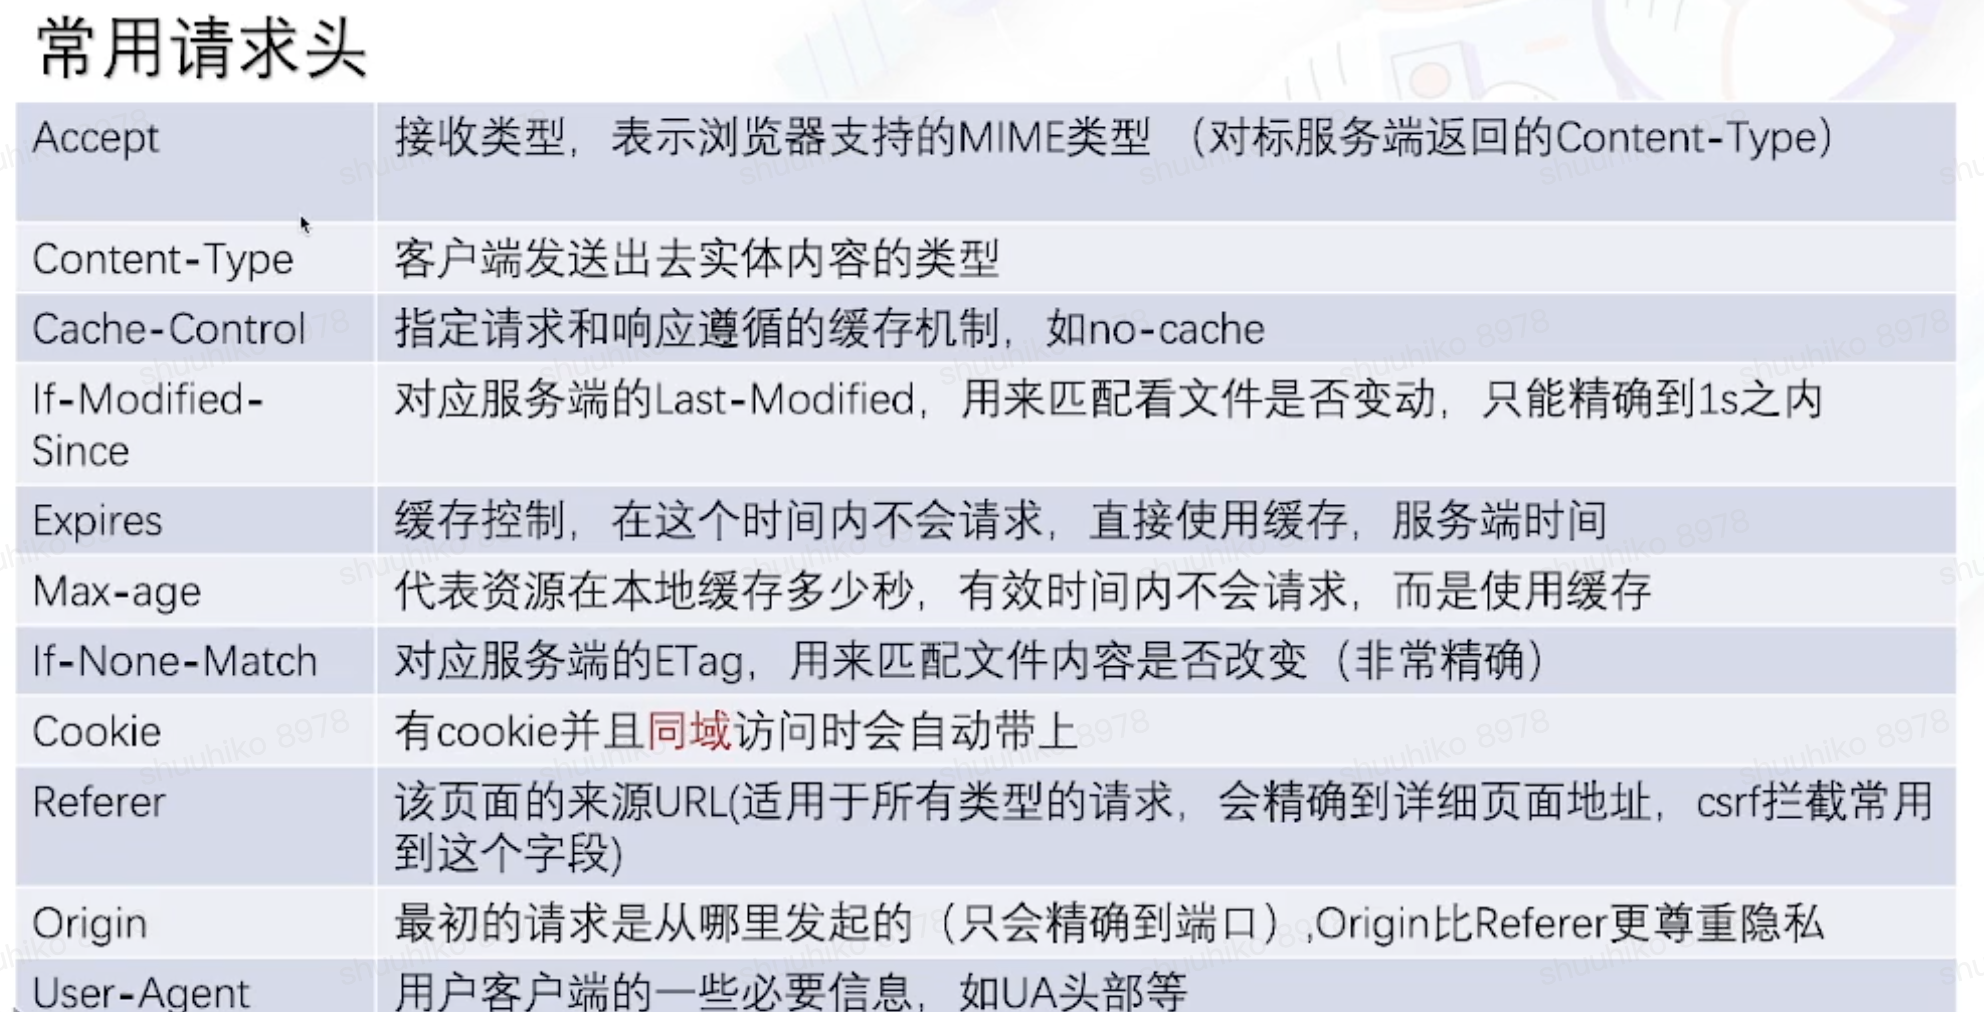 常用请求头
Accept
接收类型，表示浏览器支持的MIME类型 （对标服务端返回的Content-Type）
Content-Type
客户端发送出去实体内容的类型
Cache-Control
指定请求和响应遵循的缓存机制，如no-cache
If-Modified-
Since
对应服务端的Last-Modified，用来匹配看文件是否变动，只能精确到1s之内
Expires
缓存控制，在这个时间内不会请求，直接使用缓存，服务端时间
Max-age
代表资源在本地缓存多少秒，有效时间内不会请求，而是使用缓存
If-None-Match
对应服务端的ETag，用来匹配文件内容是否改变（非常精确）
Cookie
有cookie并且同域访问时会自动带上
Referer
该页面的来源URL(适用于所有类型的请求，会精确到详细页面地址，csrf拦截常用
到这个字段)
Origin
最初的请求是从哪里发起的（只会精确到端口）,Origin比Referer更尊重隐私
User-Agent
用户客户端的一些必要信息，如UA头部等
shuuhiko 8978